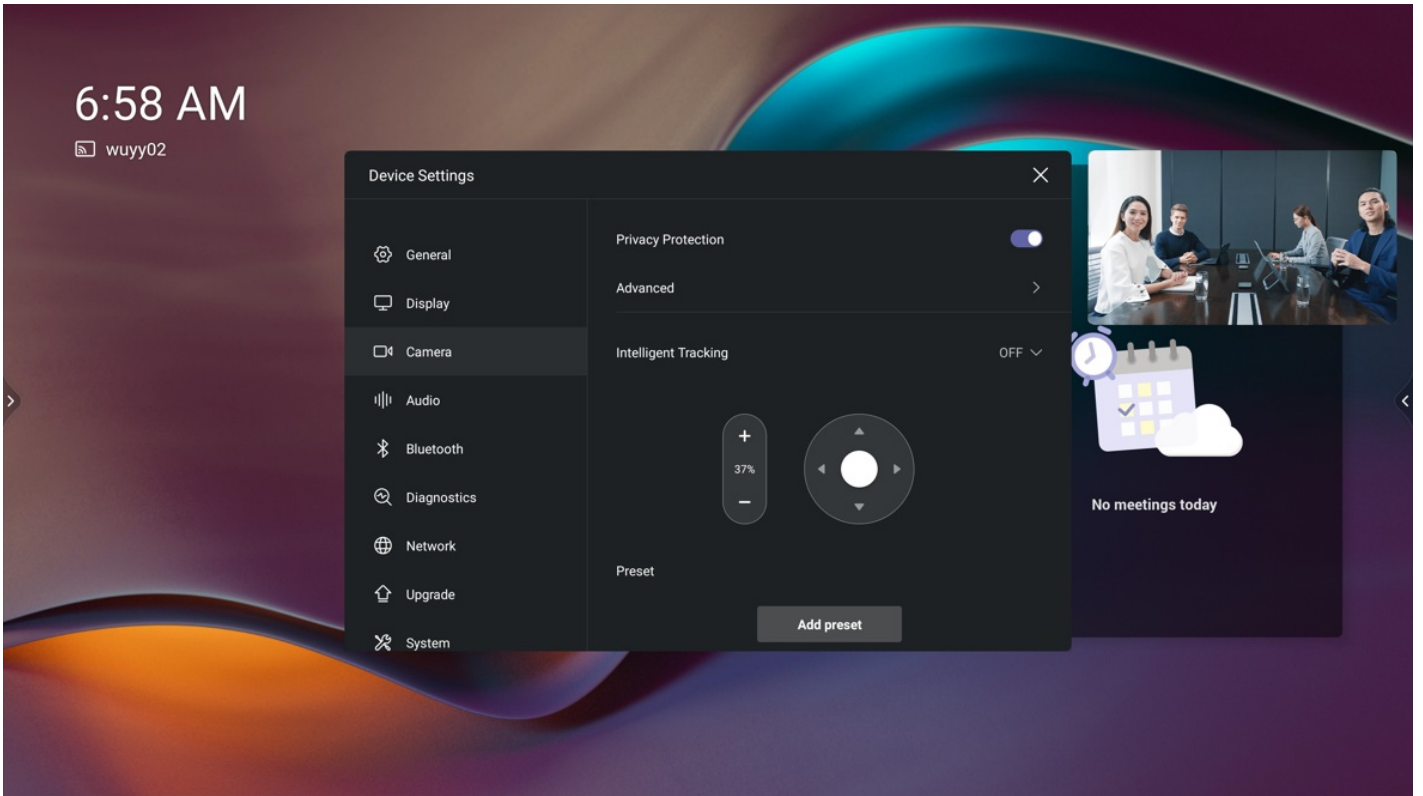 6:58 AM
wuyy02
Device Settings
General
Display
Camera
Audio
Bluetooth
Diagnostics
Network
Upgrade
System
Privacy Protection
Advanced
Intelligent Tracking OFF
+
37%
−
Preset
Add preset
No meetings today